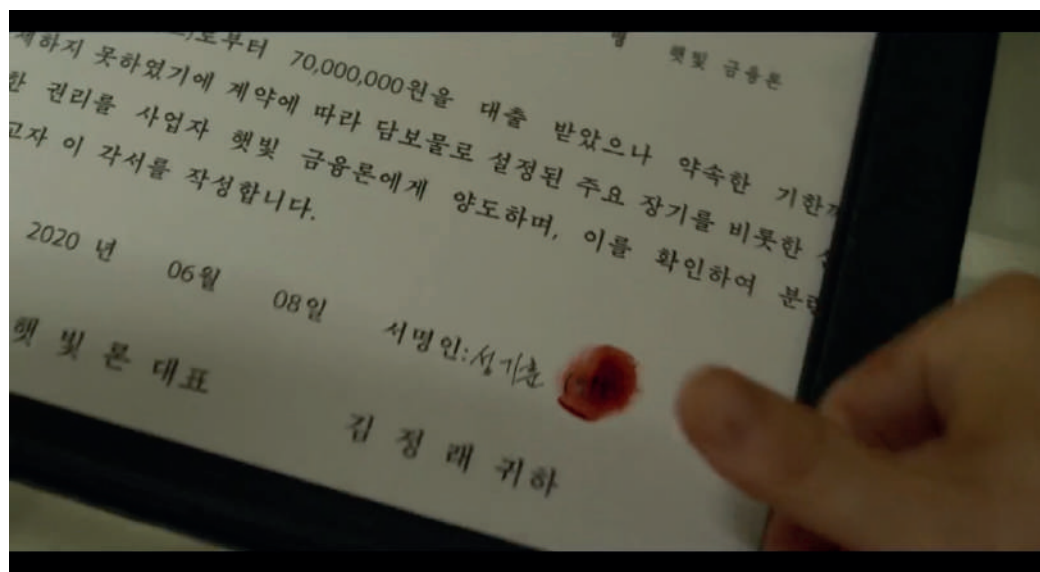 햇빛 금융론
로부터 70,000,000원을 대출 받았으나 약속한 기한
하지 못하였기에 계약에 따라 담보물로 설정된 주요 장기를 비롯한
한 권리를 사업자 햇빛 금융론에게 양도하며, 이를 확인하여 분
고자 이 각서를 작성합니다.
2020 년 06월 08일 서명인:성기훈
햇 빛 론 대표
김 정 래 귀하